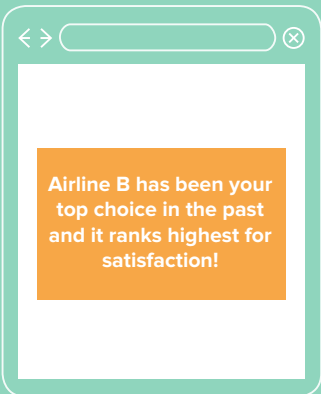 Airline B has been your
top choice in the past
and it ranks highest for
satisfaction!